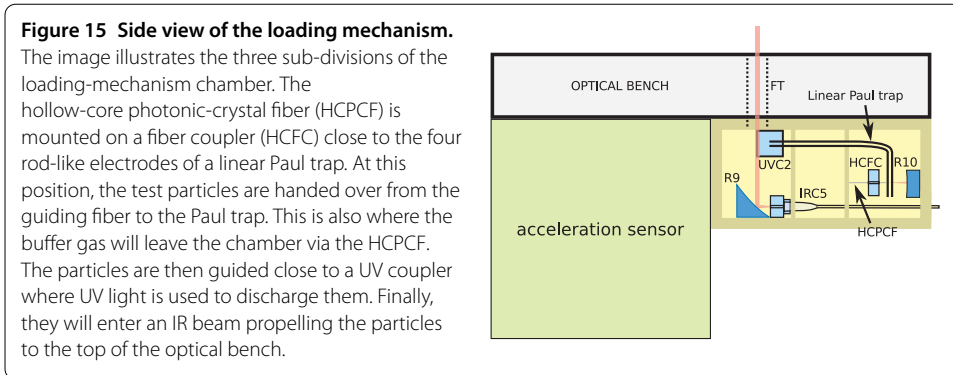 Figure 15 Side view of the loading mechanism.
The image illustrates the three sub-divisions of the
loading-mechanism chamber. The
hollow-core photonic-crystal fiber (HCPCF) is
mounted on a fiber coupler (HCFC) close to the four
rod-like electrodes of a linear Paul trap. At this
position, the test particles are handed over from the
guiding fiber to the Paul trap. This is also where the
buffer gas will leave the chamber via the HCPCF.
The particles are then guided close to a UV coupler
where UV light is used to discharge them. Finally,
they will enter an IR beam propelling the particles
to the top of the optical bench.
OPTICAL BENCH
FT
Linear Paul trap
UVC2
HCFC
R10
R9
IRC5
HCPCF
acceleration sensor